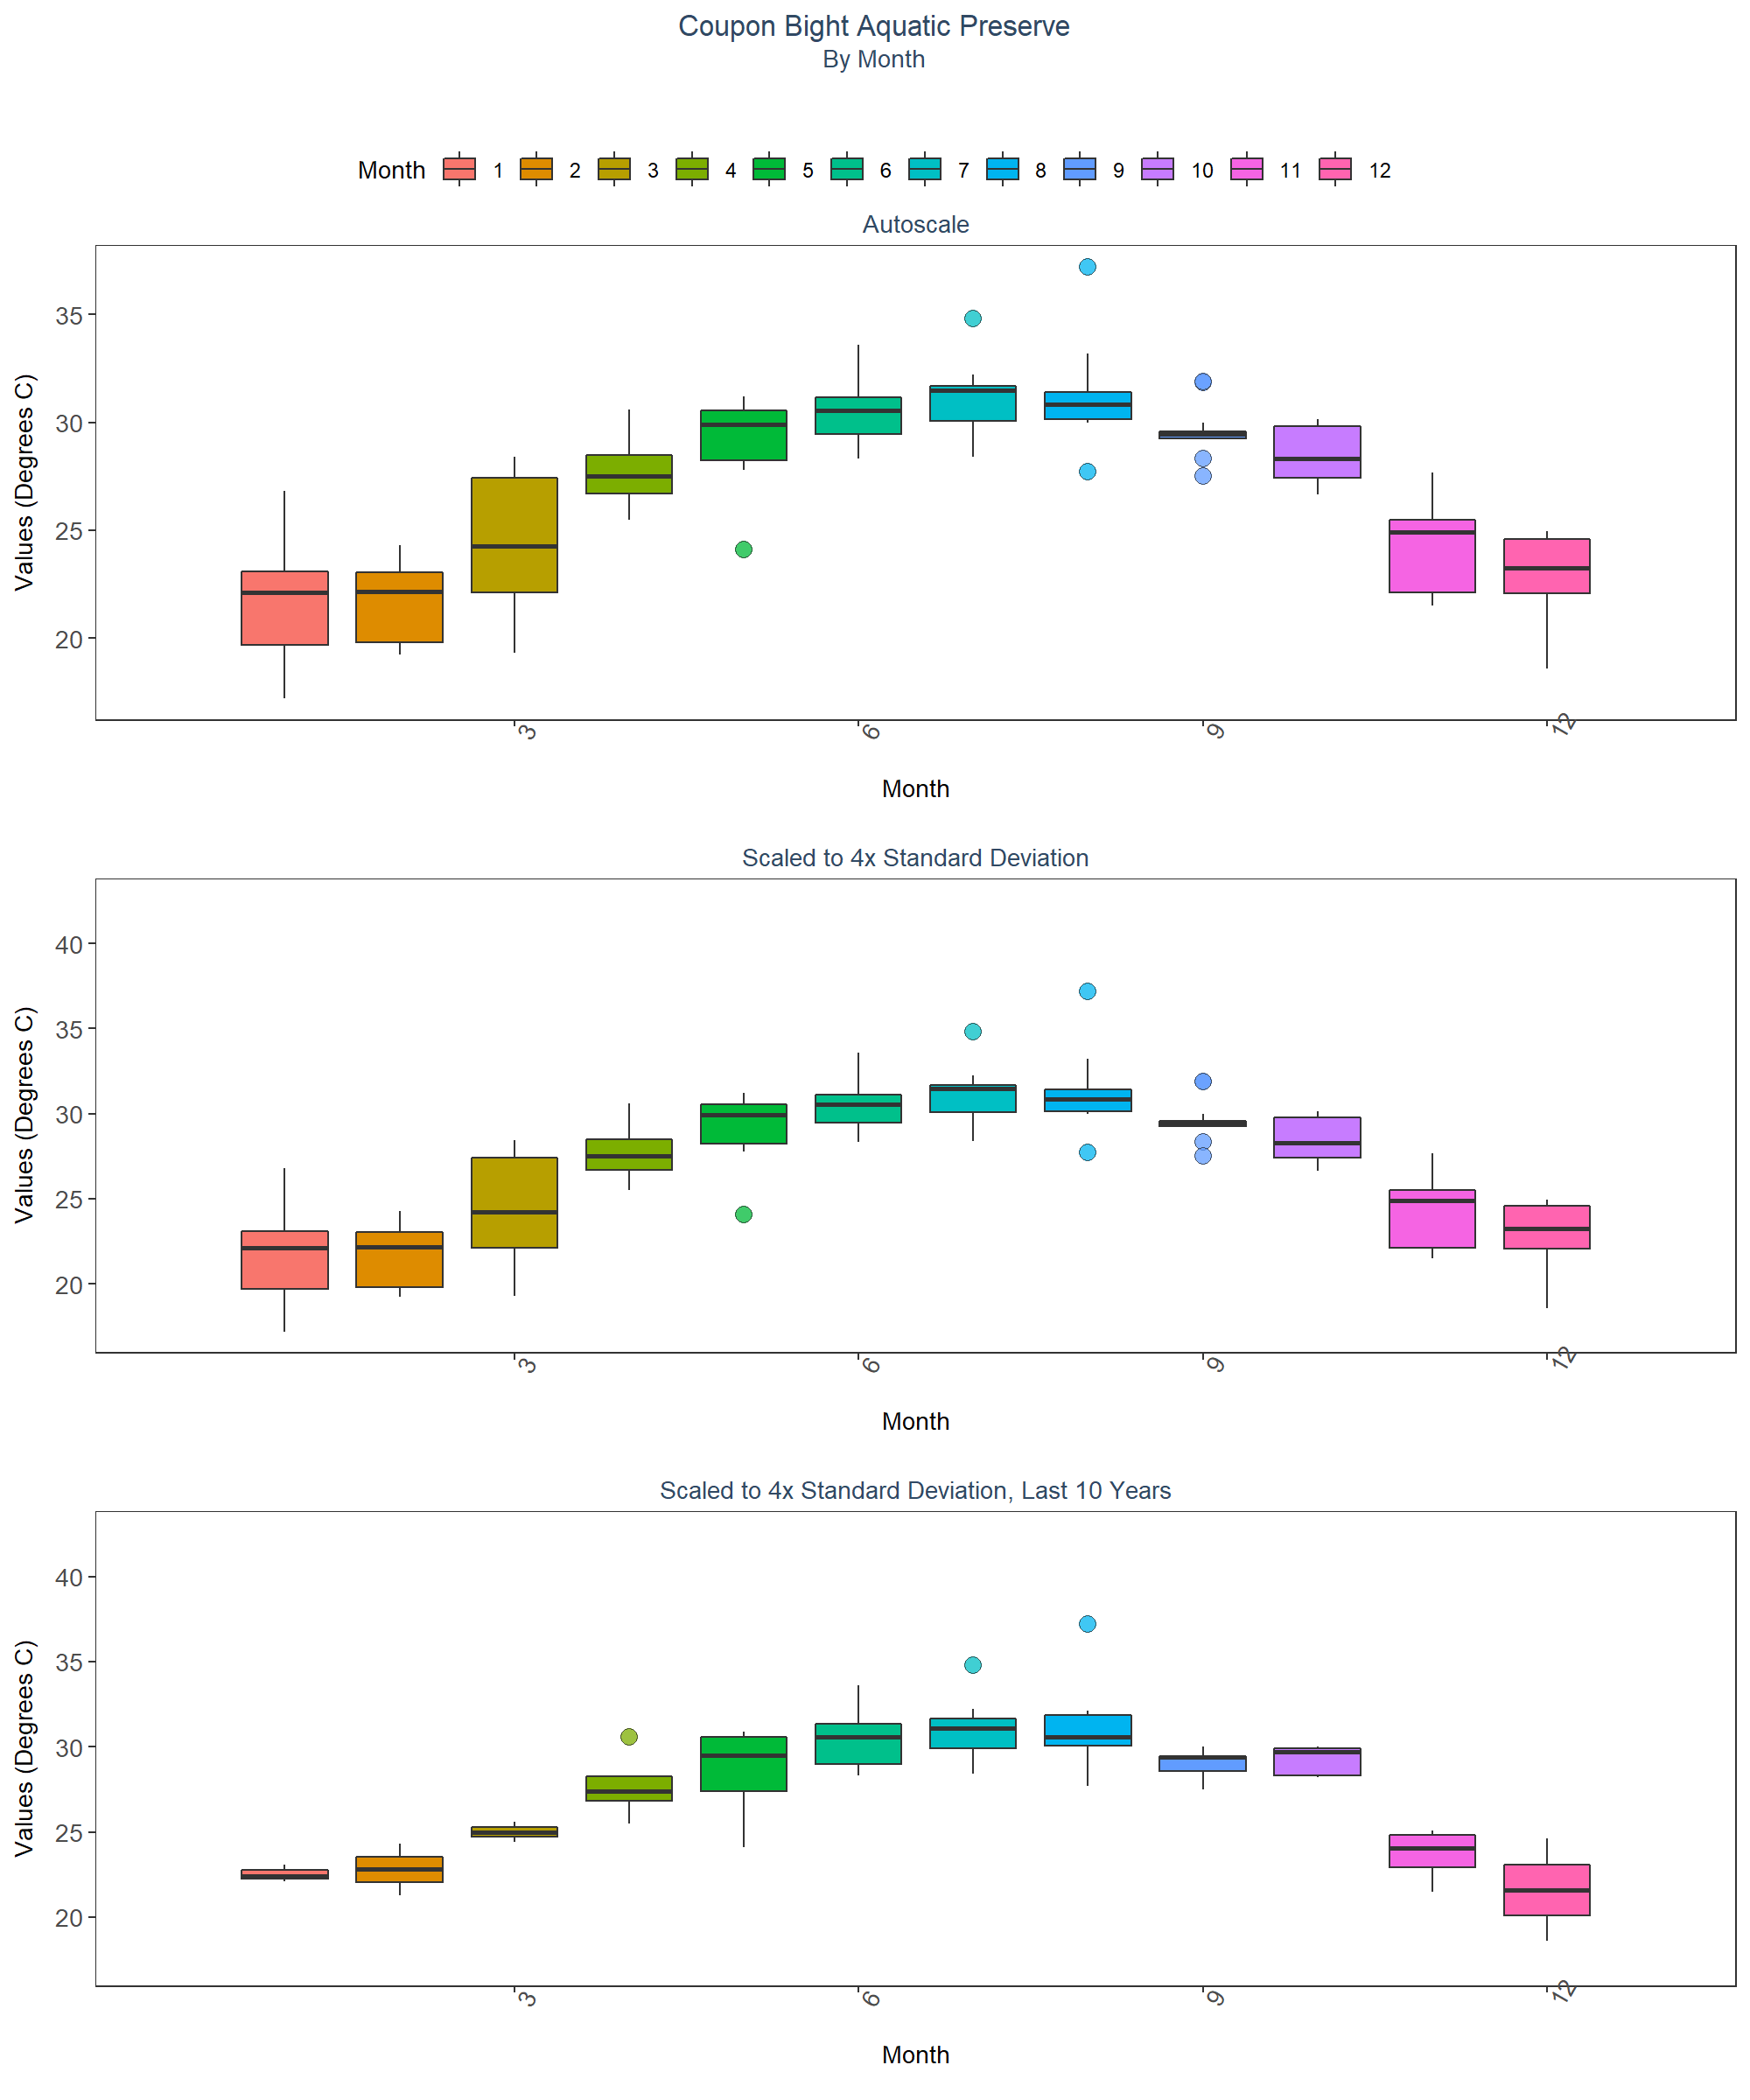 Coupon Bight Aquatic Preserve
By Month
Month 1 2 3 4 5 6 7 8 9 10 11 12
Autoscale
Values (Degrees C)
35
30
25
20
3 6 9 12
Month
Scaled to 4x Standard Deviation
Values (Degrees C)
40
35
30
25
20
3 6 9 12
Month
Scaled to 4x Standard Deviation, Last 10 Years
Values (Degrees C)
40
35
30
25
20
3 6 9 12
Month